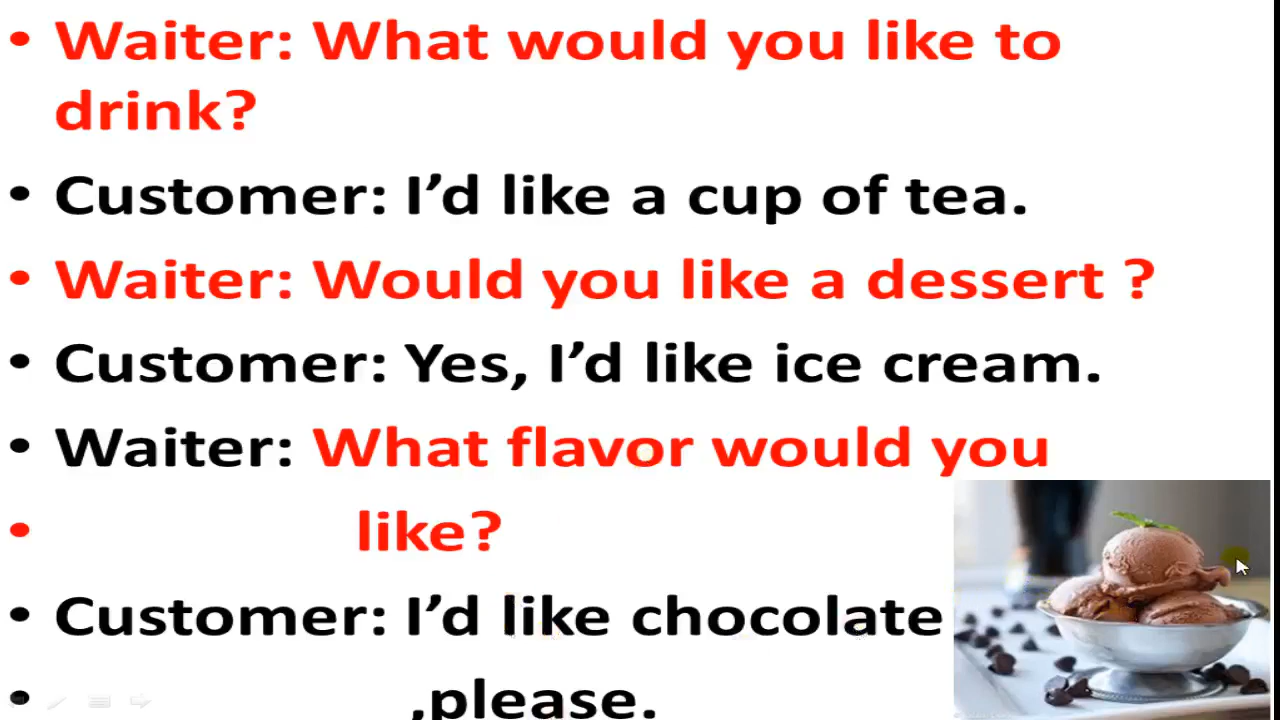 • Waiter: What would you like to
drink?
• Customer: I’d like a cup of tea.
• Waiter: Would you like a dessert ?
• Customer: Yes, I’d like ice cream.
• Waiter: What flavor would you
• like?
• Customer: I’d like chocolate
• ,please.